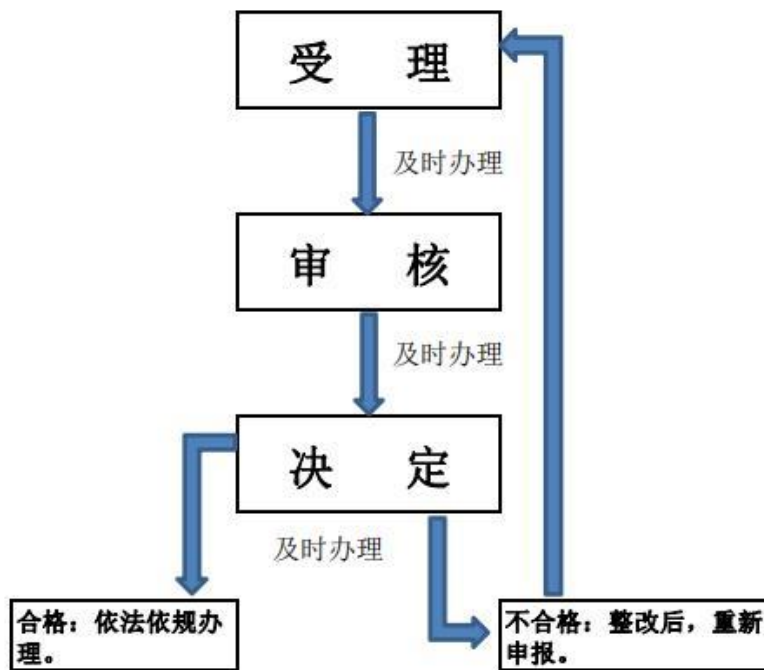 受 理
及时办理
审 核
及时办理
决 定
及时办理
合格：依法依规办
理。
不合格：整改后，重新
申报。